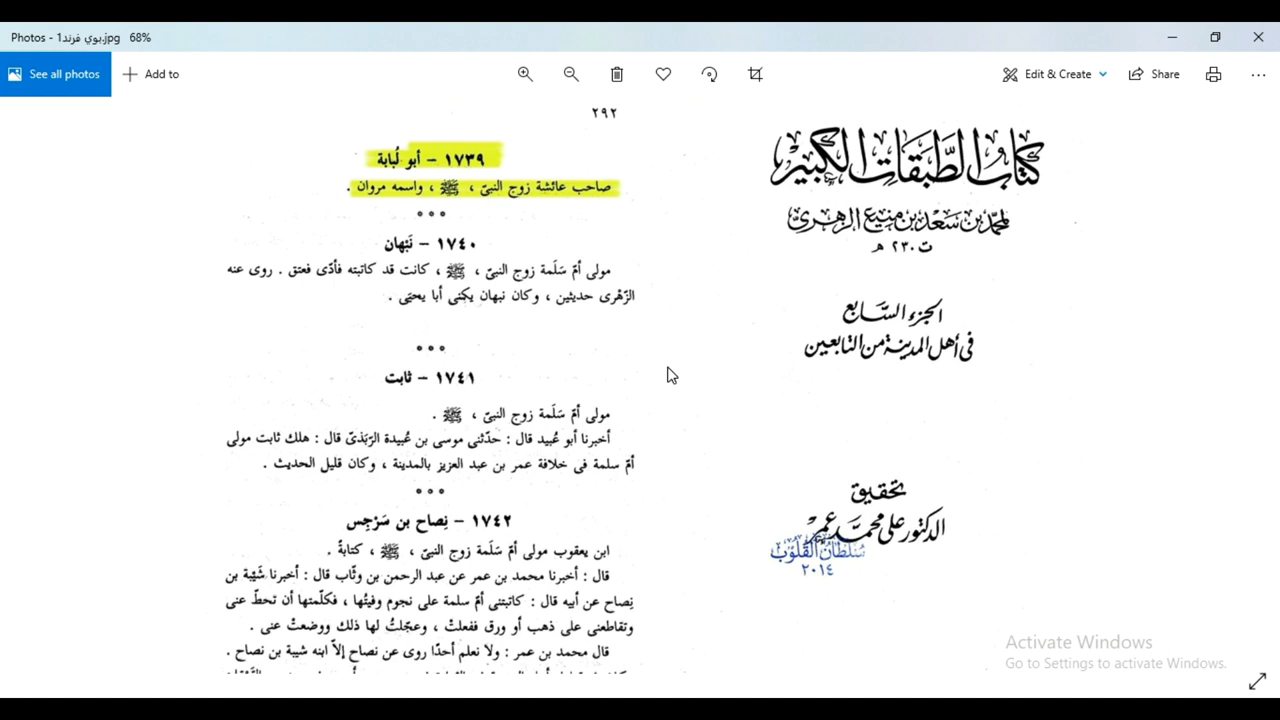 Photos - بوي فرند1.jpg 68%
See all photos
Add to
Edit & Create
Share
كتاب الطبقات الكبير
لمحمد بن سعد بن منيع الزهرى
ت ٢٣٠ هـ
الجزء السابع
فى أهل المدينة من التابعين
تحقيق
الدكتور على محمد عمر
سلطان القلوب
٢٠١٤
٢٩٢
١٧٣٩ – أبو لُبابة
صاحب عائشة زوج النبىّ ، ﷺ ، واسمه مروان .
١٧٤٠ – نَبْهان
مولى أمّ سَلَمة زوج النبىّ ، ﷺ ، كانت قد كاتبته فأدّى فعتق . روى عنه
الزّهرى حديثين ، وكان نبهان يكنى أبا يحيَى .
١٧٤١ – ثابت
مولى أمّ سَلَمة زوج النبىّ ، ﷺ .
أخبرنا أبو عُبيد قال : حدّثنى موسى بن عُبيدة الرّبَذىّ قال : هلك ثابت مولى
أمّ سلمة فى خلافة عمر بن عبد العزيز بالمدينة ، وكان قليل الحديث .
١٧٤٢ – نِصاح بن سَرْجِس
ابن يعقوب مولى أمّ سَلَمة زوج النبىّ ، ﷺ ، كتابةً .
قال : أخبرنا محمد بن عمر عن عبد الرحمن بن وثّاب قال : أخبرنا شَيْبة بن
نِصاح عن أبيه قال : كاتبتنى أمّ سلمة على نجوم وفيتُها ، فكلّمتها أن تحطّ عنى
وتقاطعنى على ذهب أو ورق ففعلتْ ، وعجّلتُ لها ذلك ووضعتْ عنى .
قال محمد بن عمر : ولا نعلم أحدًا روى عن نصاح إلاّ ابنه شيبة بن نصاح .
Activate Windows
Go to Settings to activate Windows.